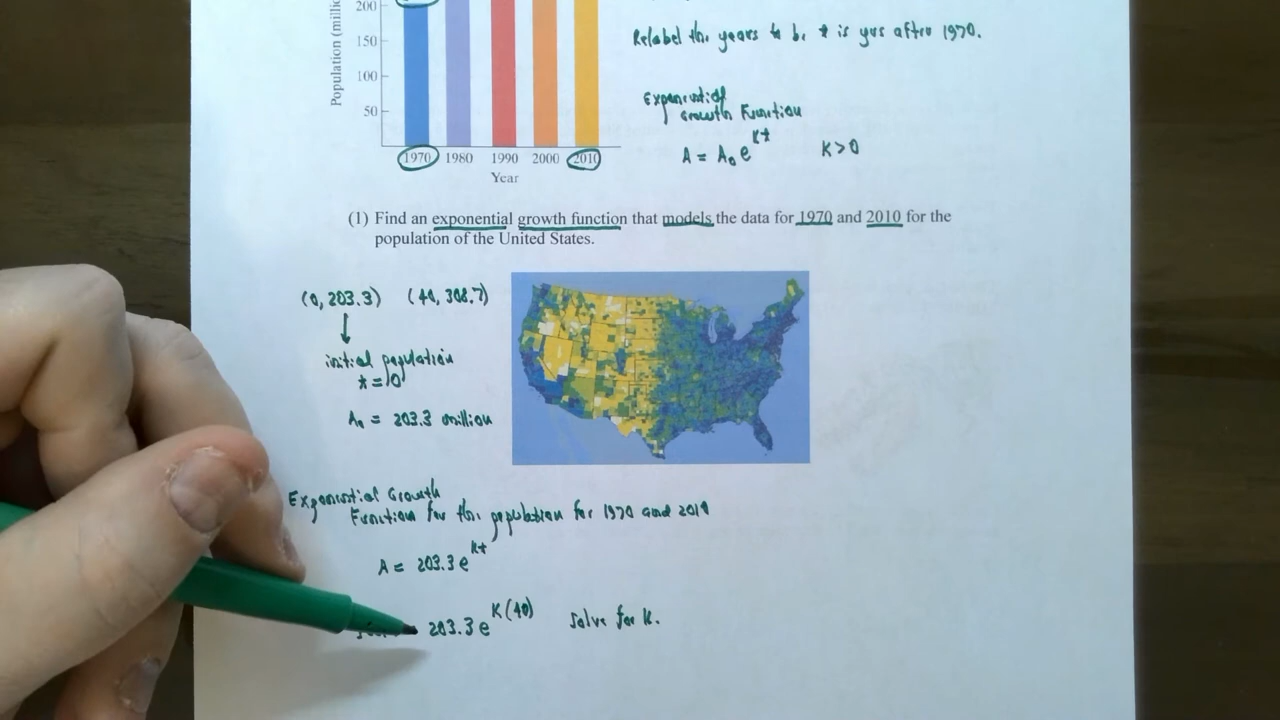 200
150
100
50
1970 1980 1990 2000 2010
Year
Relabel the years to be t is yrs after 1970.
Exponential
Growth Function
A = A₀ e^kt K>0
(1) Find an exponential growth function that models the data for 1970 and 2010 for the
population of the United States.
(0, 203.3) (40, 308.7)
initial population
t = 0
A₀ = 203.3 million
Exponential Growth
Function for this population for 1970 and 2010
A = 203.3 e^kt
203.3 e^K(40) Solve for k.